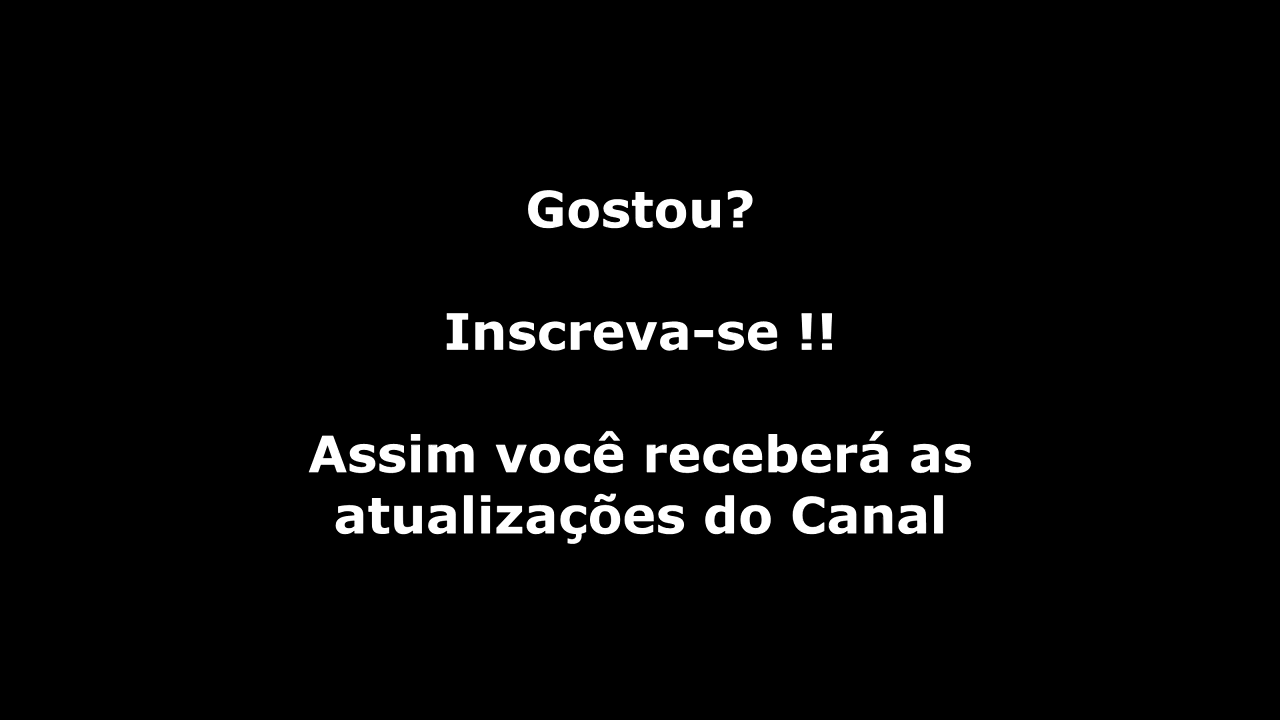 Gostou?
Inscreva-se !!
Assim você receberá as
atualizações do Canal